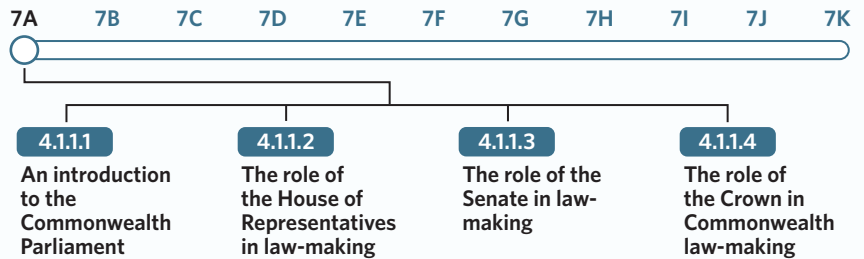 7A 7B 7C 7D 7E 7F 7G 7H 7I 7J 7K
4.1.1.1
An introduction
to the
Commonwealth
Parliament
4.1.1.2
The role of
the House of
Representatives
in law-making
4.1.1.3
The role of the
Senate in law-
making
4.1.1.4
The role of
the Crown in
Commonwealth
law-making